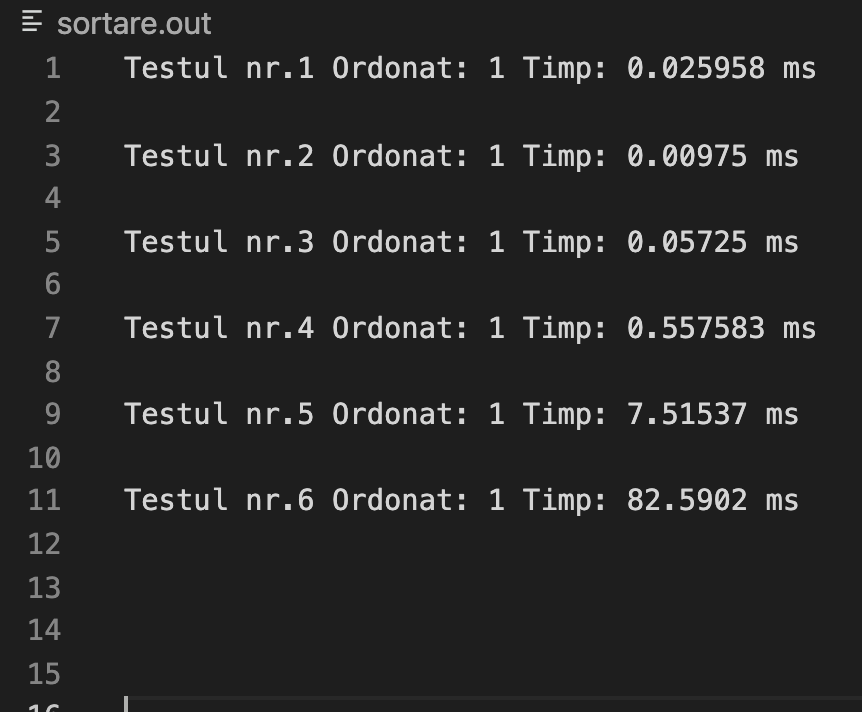 sortare.out
1 Testul nr.1 Ordonat: 1 Timp: 0.025958 ms
2
3 Testul nr.2 Ordonat: 1 Timp: 0.00975 ms
4
5 Testul nr.3 Ordonat: 1 Timp: 0.05725 ms
6
7 Testul nr.4 Ordonat: 1 Timp: 0.557583 ms
8
9 Testul nr.5 Ordonat: 1 Timp: 7.51537 ms
10
11 Testul nr.6 Ordonat: 1 Timp: 82.5902 ms
12
13
14
15
16